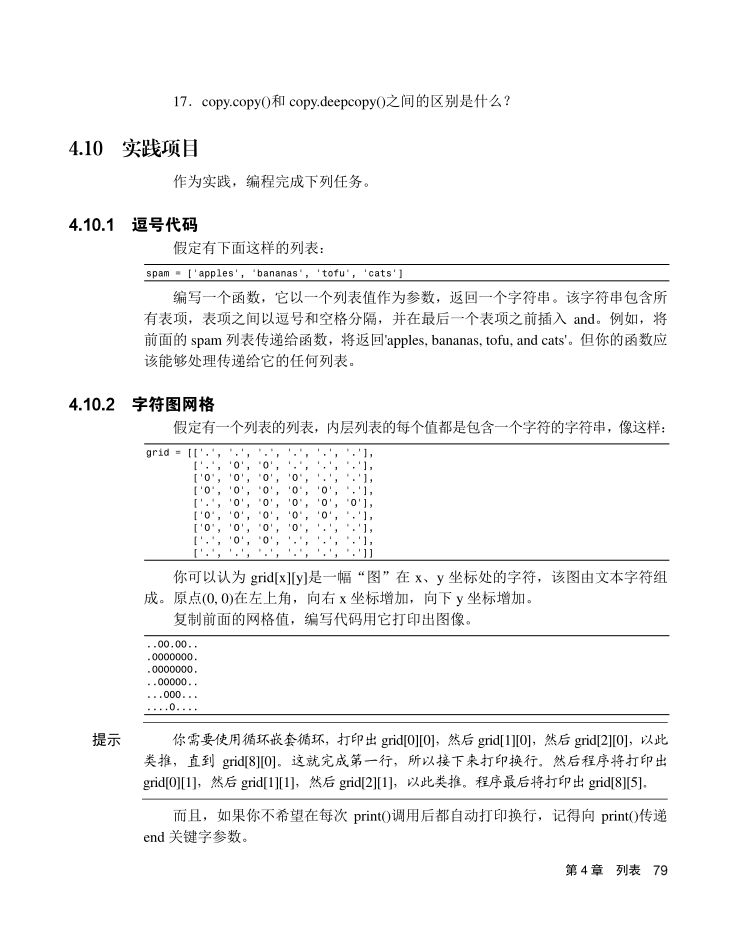 17．copy.copy()和 copy.deepcopy()之间的区别是什么？
4.10 实践项目
作为实践，编程完成下列任务。
4.10.1 逗号代码
假定有下面这样的列表：
spam = ['apples', 'bananas', 'tofu', 'cats']
编写一个函数，它以一个列表值作为参数，返回一个字符串。该字符串包含所
有表项，表项之间以逗号和空格分隔，并在最后一个表项之前插入 and。例如，将
前面的 spam 列表传递给函数，将返回'apples, bananas, tofu, and cats'。但你的函数应
该能够处理传递给它的任何列表。
4.10.2 字符图网格
假定有一个列表的列表，内层列表的每个值都是包含一个字符的字符串，像这样：
grid = [['.', '.', '.', '.', '.', '.'],
['.', 'O', 'O', '.', '.', '.'],
['O', 'O', 'O', 'O', '.', '.'],
['O', 'O', 'O', 'O', 'O', '.'],
['.', 'O', 'O', 'O', 'O', 'O'],
['O', 'O', 'O', 'O', 'O', '.'],
['O', 'O', 'O', 'O', '.', '.'],
['.', 'O', 'O', '.', '.', '.'],
['.', '.', '.', '.', '.', '.']]
你可以认为 grid[x][y]是一幅“图”在 x、y 坐标处的字符，该图由文本字符组
成。原点(0, 0)在左上角，向右 x 坐标增加，向下 y 坐标增加。
复制前面的网格值，编写代码用它打印出图像。
..OO.OO..
.OOOOOOO.
.OOOOOOO.
..OOOOO..
...OOO...
....O....
提示 你需要使用循环嵌套循环，打印出 grid[0][0]，然后 grid[1][0]，然后 grid[2][0]，以此
类推，直到 grid[8][0]。这就完成第一行，所以接下来打印换行。然后程序将打印出
grid[0][1]，然后 grid[1][1]，然后 grid[2][1]，以此类推。程序最后将打印出 grid[8][5]。
而且，如果你不希望在每次 print()调用后都自动打印换行，记得向 print()传递
end 关键字参数。
第 4 章 列表 79